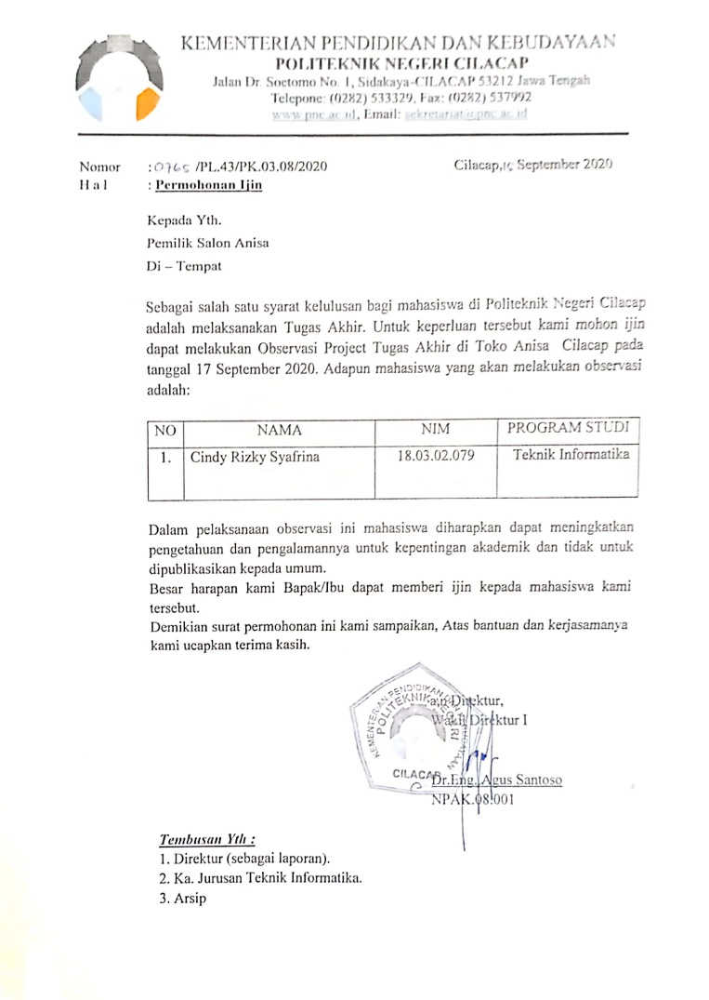 KEMENTERIAN PENDIDIKAN DAN KEBUDAYAAN
POLITEKNIK NEGERI CILACAP
Jalan Dr. Soetomo No. 1, Sidakaya-CILACAP 53212 Jawa Tengah
Telepone: (0282) 533329, Fax: (0282) 537992
www.pnc.ac.id, Email: sekretariat@pnc.ac.id
Nomor : 0765 /PL.43/PK.03.08/2020 Cilacap,15 September 2020
H a l : Permohonan Ijin
Kepada Yth.
Pemilik Salon Anisa
Di – Tempat
Sebagai salah satu syarat kelulusan bagi mahasiswa di Politeknik Negeri Cilacap
adalah melaksanakan Tugas Akhir. Untuk keperluan tersebut kami mohon ijin
dapat melakukan Observasi Project Tugas Akhir di Toko Anisa Cilacap pada
tanggal 17 September 2020. Adapun mahasiswa yang akan melakukan observasi
adalah:
NO NAMA NIM PROGRAM STUDI
1. Cindy Rizky Syafrina 18.03.02.079 Teknik Informatika
Dalam pelaksanaan observasi ini mahasiswa diharapkan dapat meningkatkan
pengetahuan dan pengalamannya untuk kepentingan akademik dan tidak untuk
dipublikasikan kepada umum.
Besar harapan kami Bapak/Ibu dapat memberi ijin kepada mahasiswa kami
tersebut.
Demikian surat permohonan ini kami sampaikan, Atas bantuan dan kerjasamanya
kami ucapkan terima kasih.
a.n Direktur,
Wakil Direktur I
KEMENTERIAN PENDIDIKAN DAN KEBUDAYAAN
POLITEKNIK NEGERI
CILACAP
Dr.Eng. Agus Santoso
NPAK.08.001
Tembusan Yth :
1. Direktur (sebagai laporan).
2. Ka. Jurusan Teknik Informatika.
3. Arsip